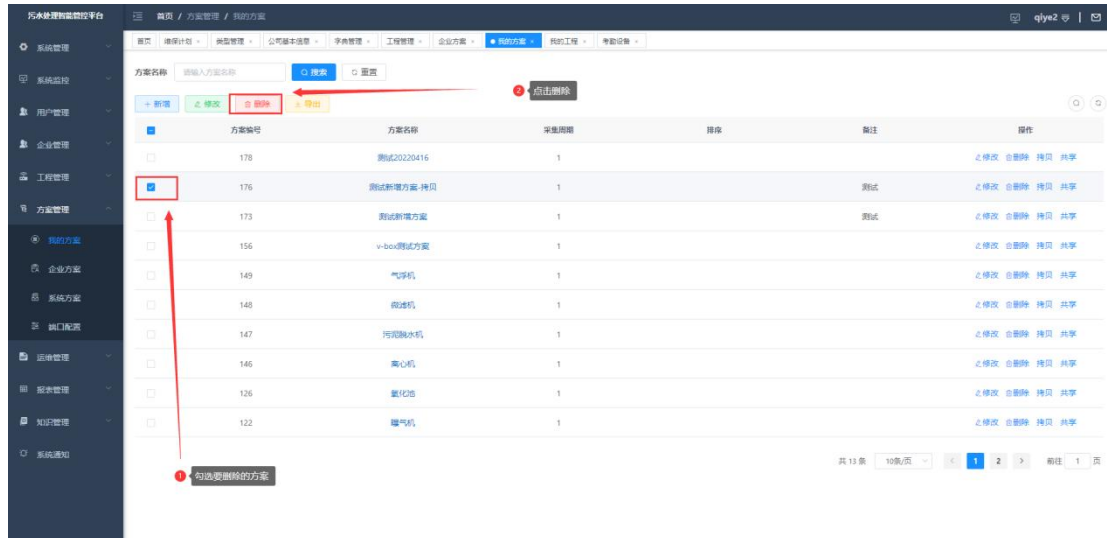 污水处理智能管控平台
首页 / 方案管理 / 我的方案
qlye2
系统管理
系统监控
用户管理
企业管理
工程管理
方案管理
我的方案
企业方案
系统方案
端口配置
运维管理
报表管理
知识管理
系统通知
首页 维保计划 × 类型管理 × 公司基本信息 × 字典管理 × 工程管理 × 企业方案 × 我的方案 × 我的工程 × 考勤设备 ×
方案名称 请输入方案名称 搜索 重置
2 点击删除
+ 新增 修改 删除 导出
方案编号 方案名称 采集周期 排序 备注 操作
178 测试20220416 1 修改 删除 拷贝 共享
176 测试新增方案-拷贝 1 测试 修改 删除 拷贝 共享
173 测试新增方案 1 测试 修改 删除 拷贝 共享
156 v-box测试方案 1 修改 删除 拷贝 共享
149 气浮机 1 修改 删除 拷贝 共享
148 微滤机 1 修改 删除 拷贝 共享
147 污泥脱水机 1 修改 删除 拷贝 共享
146 离心机 1 修改 删除 拷贝 共享
126 氧化池 1 修改 删除 拷贝 共享
122 曝气机 1 修改 删除 拷贝 共享
共 13 条 10条/页 < 1 2 > 前往 1 页
1 勾选要删除的方案